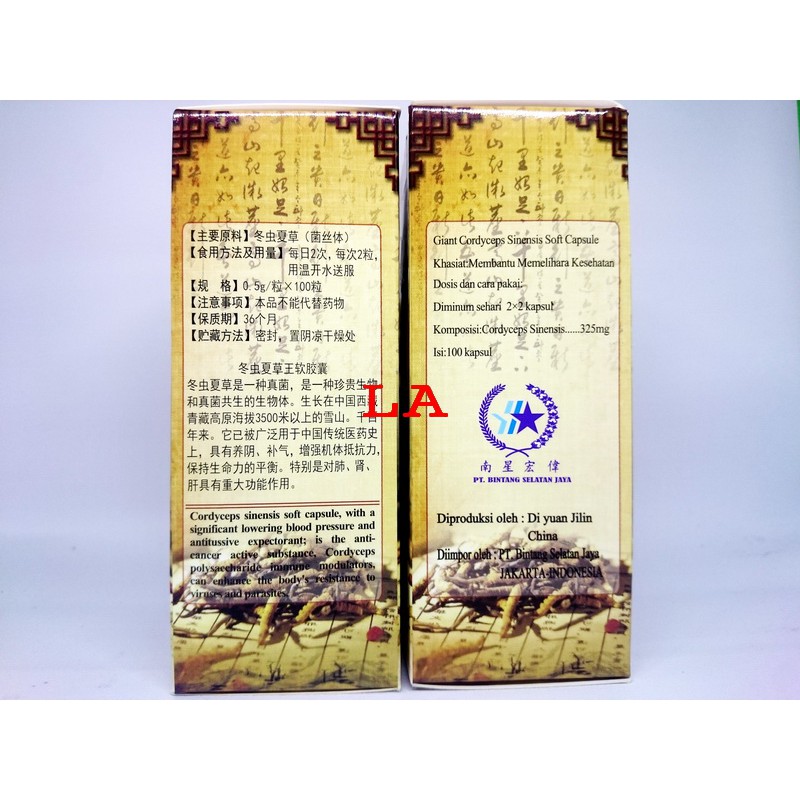 【主要原料】冬虫夏草（菌丝体）
【食用方法及用量】每日2次，每次2粒，
用温开水送服
【规 格】0.5g/粒×100粒
【注意事项】本品不能代替药物
【保质期】36个月
【贮藏方法】密封，置阴凉干燥处
冬虫夏草王软胶囊
冬虫夏草是一种真菌，是一种珍贵生物
和真菌共生的生物体。生长在中国西藏
青藏高原海拔3500米以上的雪山。千百
年来。它已被广泛用于中国传统医药史
上，具有养阴、补气，增强机体抵抗力，
保持生命力的平衡。特别是对肺、肾、
肝具有重大功能作用。
Cordyceps sinensis soft capsule, with a
significant lowering blood pressure and
antitussive expectorant; is the anti-
cancer active substance, Cordyceps
polysaccharide immune modulators,
can enhance the body's resistance to
viruses and parasites.
Giant Cordyceps Sinensis Soft Capsule
Khasiat:Membantu Memelihara Kesehatan
Dosis dan cara pakai:
Diminum sehari 2×2 kapsul
Komposisi:Cordyceps Sinensis......325mg
Isi:100 kapsul
南星宏偉
PT. BINTANG SELATAN JAYA
Diproduksi oleh : Di yuan Jilin
China
Diimpor oleh : PT. Bintang Selatan Jaya
JAKARTA-INDONESIA
LA